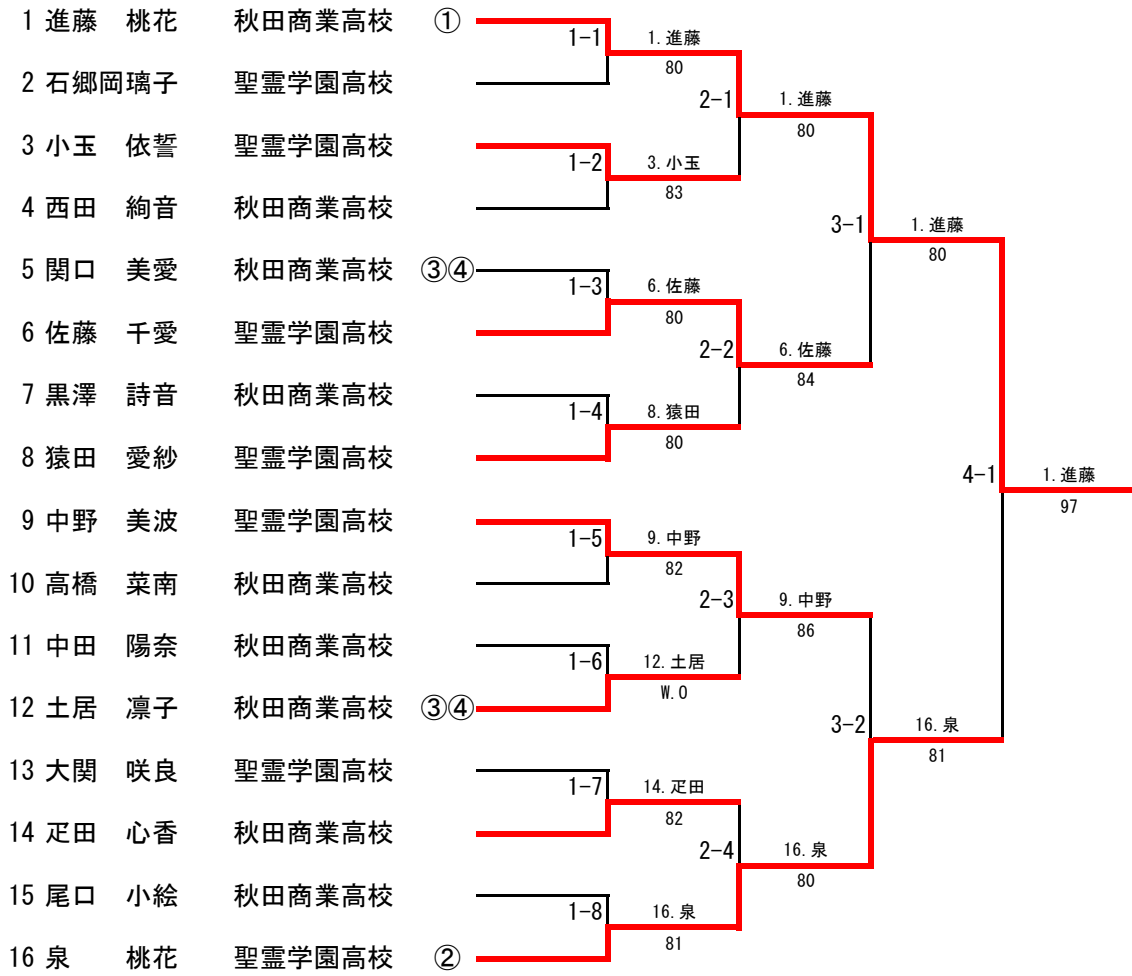 1 進藤　桃花　秋田商業高校　①
1-1
1.進藤
80
2 石郷岡璃子　聖霊学園高校
2-1
1.進藤
80
3 小玉　依誓　聖霊学園高校
1-2
3.小玉
83
4 西田　絢音　秋田商業高校
3-1
1.進藤
80
5 関口　美愛　秋田商業高校　③④
1-3
6.佐藤
80
6 佐藤　千愛　聖霊学園高校
2-2
6.佐藤
84
7 黒澤　詩音　秋田商業高校
1-4
8.猿田
80
8 猿田　愛紗　聖霊学園高校
4-1
1.進藤
97
9 中野　美波　聖霊学園高校
1-5
9.中野
82
10 高橋　菜南　秋田商業高校
2-3
9.中野
86
11 中田　陽奈　秋田商業高校
1-6
12.土居
W.O
12 土居　凛子　秋田商業高校　③④
3-2
16.泉
81
13 大関　咲良　聖霊学園高校
1-7
14.疋田
82
14 疋田　心香　秋田商業高校
2-4
16.泉
80
15 尾口　小絵　秋田商業高校
1-8
16.泉
81
16 泉　桃花　聖霊学園高校　②